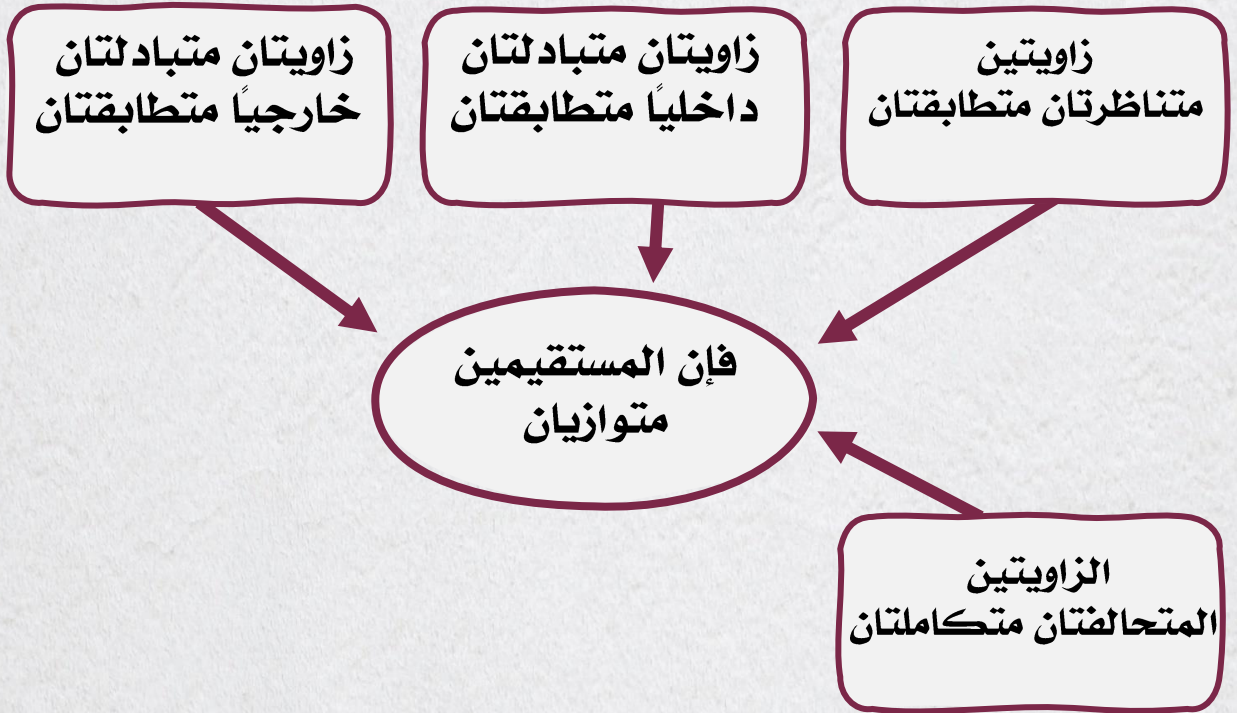 زاويتين
متناظرتان متطابقتان
زاويتان متبادلتان
داخلياً متطابقتان
زاويتان متبادلتان
خارجياً متطابقتان
فإن المستقيمين
متوازيان
الزاويتين
المتحالفتان متكاملتان